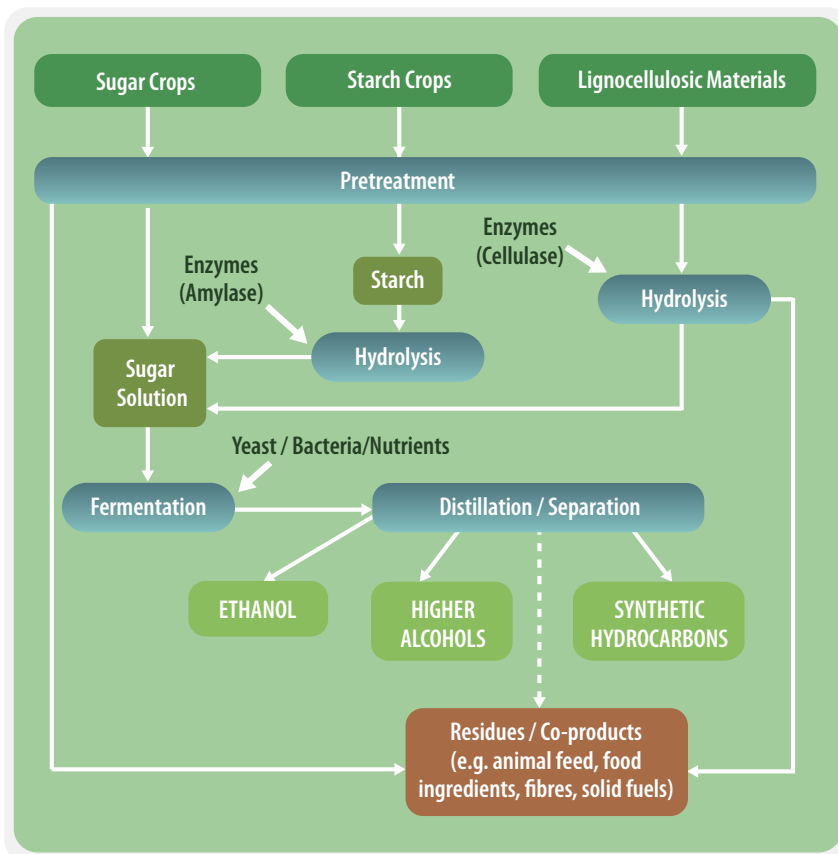 Sugar Crops
Starch Crops
Lignocellulosic Materials
Pretreatment
Enzymes
(Cellulase)
Enzymes
(Amylase)
Starch
Hydrolysis
Hydrolysis
Sugar
Solution
Yeast / Bacteria/Nutrients
Fermentation
Distillation / Separation
ETHANOL
HIGHER
ALCOHOLS
SYNTHETIC
HYDROCARBONS
Residues / Co-products
(e.g. animal feed, food
ingredients, fibres, solid fuels)